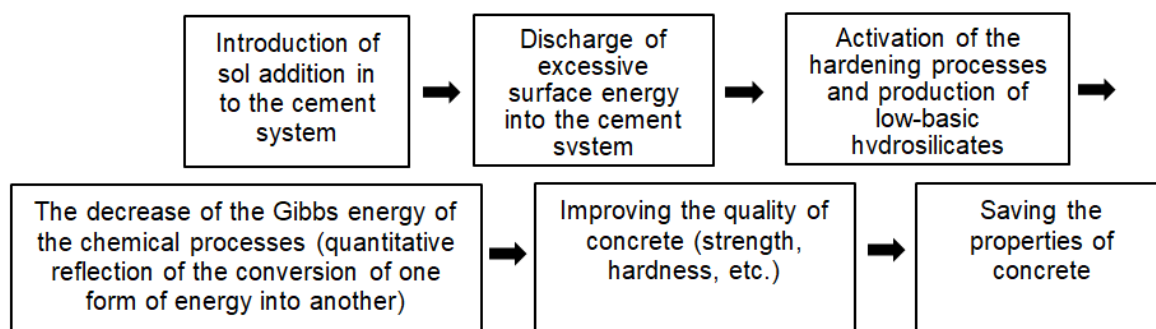 Introduction of
sol addition in
to the cement
system
Discharge of
excessive
surface energy
into the cement
system
Activation of the
hardening processes
and production of
low-basic
hydrosilicates
The decrease of the Gibbs energy of
the chemical processes (quantitative
reflection of the conversion of one
form of energy into another)
Improving the quality of
concrete (strength,
hardness, etc.)
Saving the
properties of
concrete